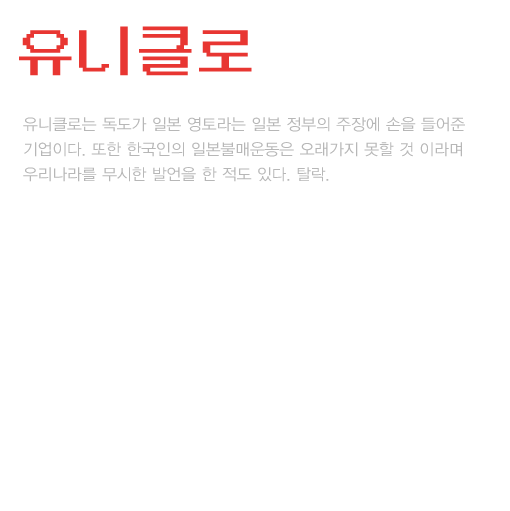 유니클로
유니클로는 독도가 일본 영토라는 일본 정부의 주장에 손을 들어준
기업이다. 또한 한국인의 일본불매운동은 오래가지 못할 것 이라며
우리나라를 무시한 발언을 한 적도 있다. 탈락.